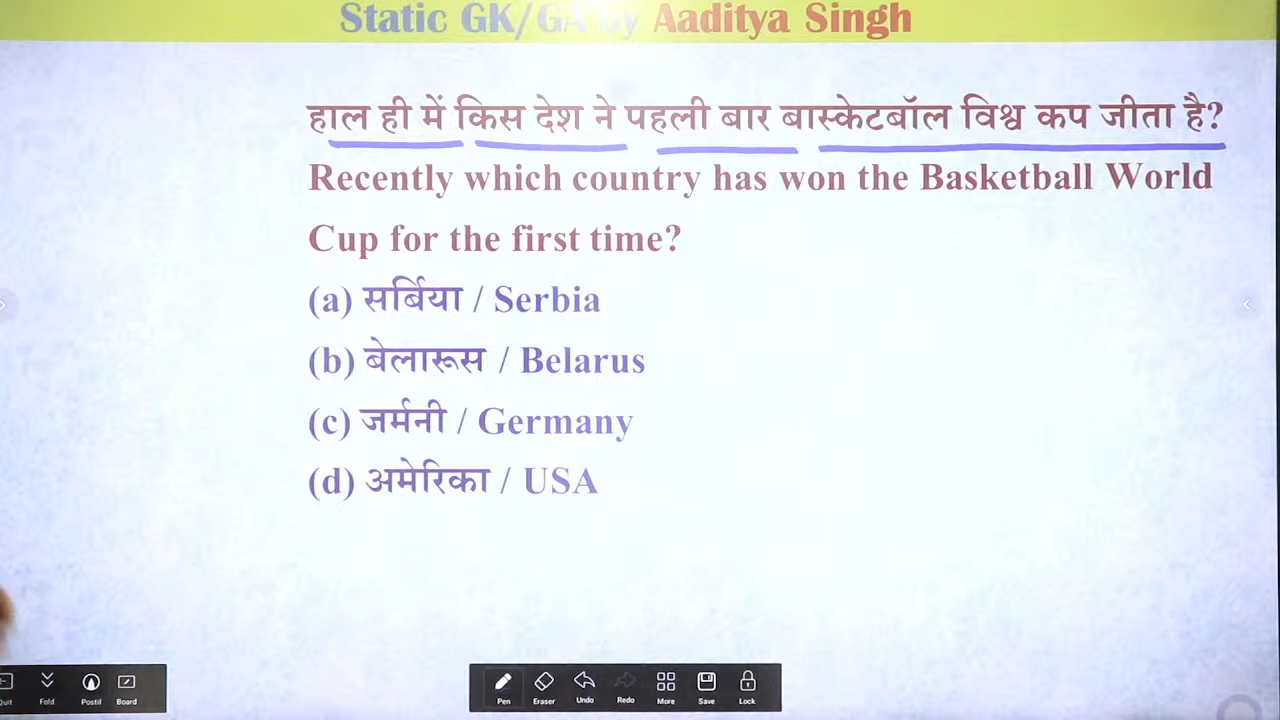 Static GK/GA by Aaditya Singh
हाल ही में किस देश ने पहली बार बास्केटबॉल विश्व कप जीता है?
Recently which country has won the Basketball World
Cup for the first time?
(a) सर्बिया / Serbia
(b) बेलारूस / Belarus
(c) जर्मनी / Germany
(d) अमेरिका / USA
Quit Fold Postil Board Pen Eraser Undo Redo More Save Lock